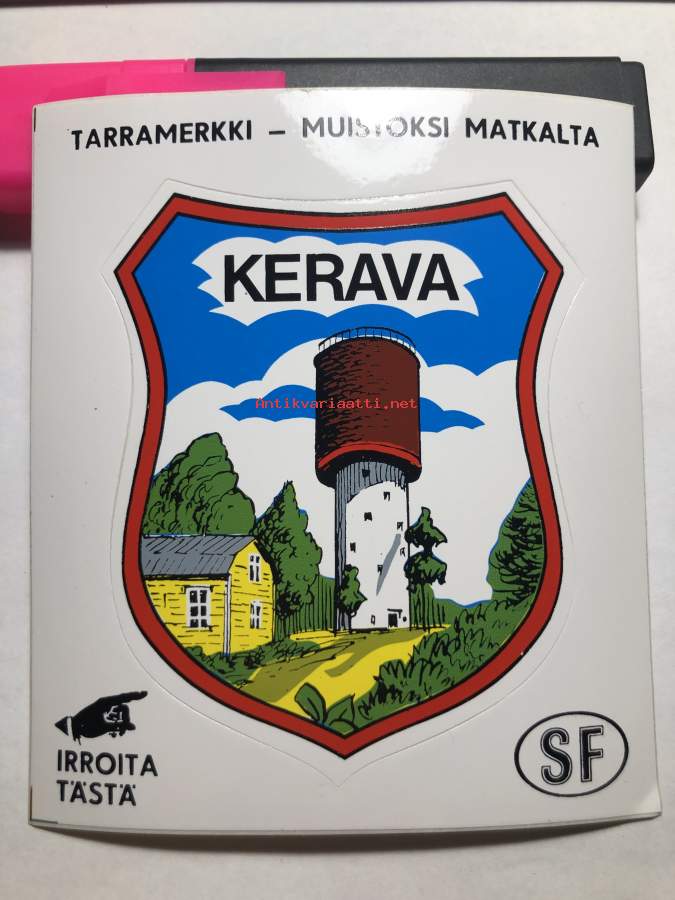 TARRAMERKKI – MUISTOKSI MATKALTA
KERAVA
Antikvariaatti.net
IRROITA
TÄSTÄ
SF